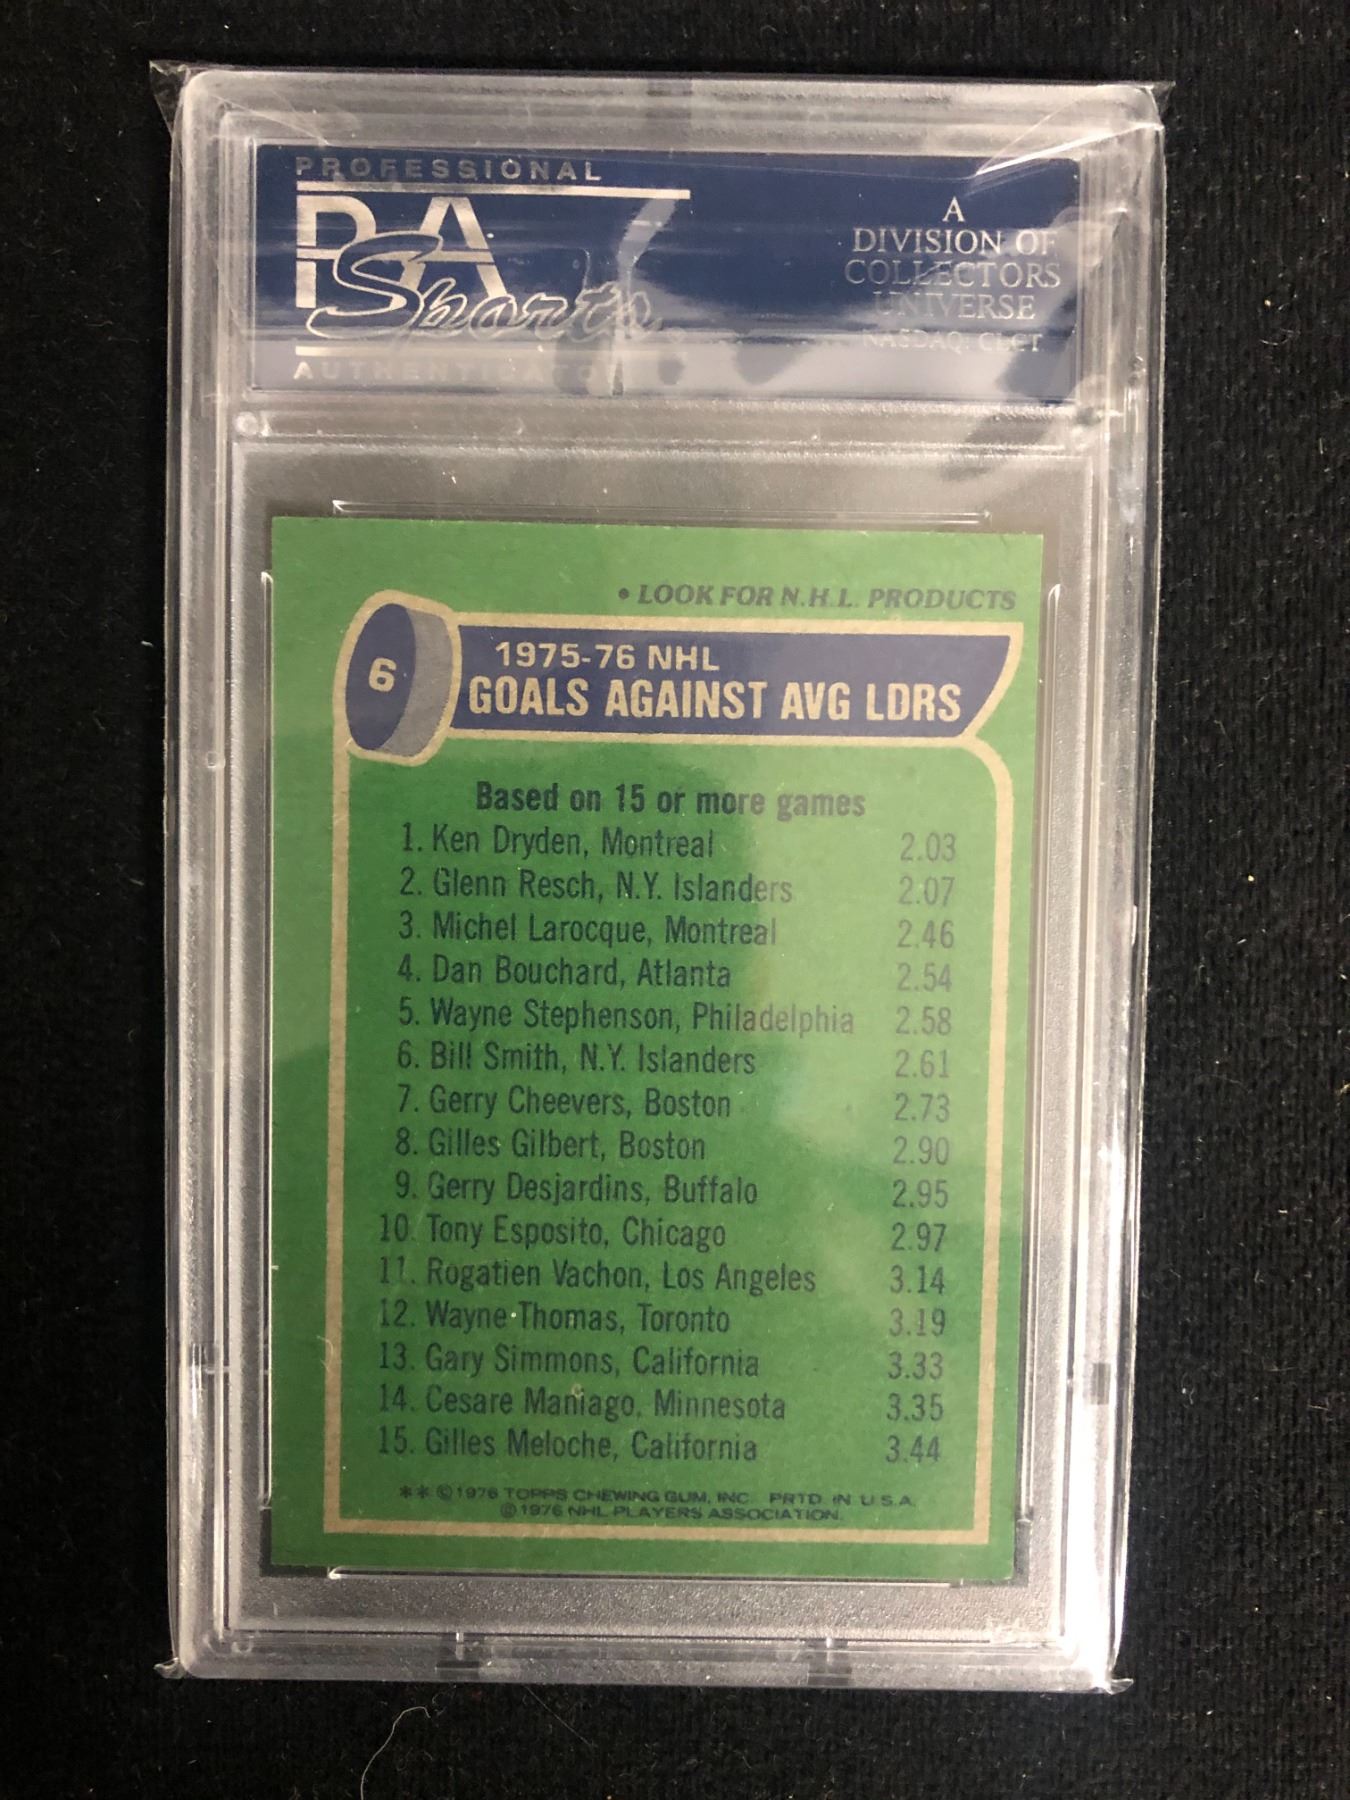 PROFESSIONAL
PSA
Sports
AUTHENTICATO
A
DIVISION OF
COLLECTORS
UNIVERSE
NASDAQ: CLCT
• LOOK FOR N.H.L. PRODUCTS
6
1975-76 NHL
GOALS AGAINST AVG LDRS
Based on 15 or more games
1. Ken Dryden, Montreal 2.03
2. Glenn Resch, N.Y. Islanders 2.07
3. Michel Larocque, Montreal 2.46
4. Dan Bouchard, Atlanta 2.54
5. Wayne Stephenson, Philadelphia 2.58
6. Bill Smith, N.Y. Islanders 2.61
7. Gerry Cheevers, Boston 2.73
8. Gilles Gilbert, Boston 2.90
9. Gerry Desjardins, Buffalo 2.95
10. Tony Esposito, Chicago 2.97
11. Rogatien Vachon, Los Angeles 3.14
12. Wayne Thomas, Toronto 3.19
13. Gary Simmons, California 3.33
14. Cesare Maniago, Minnesota 3.35
15. Gilles Meloche, California 3.44
** ©1976 TOPPS CHEWING GUM, INC. PRTD. IN U.S.A.
©1976 NHL PLAYERS ASSOCIATION.